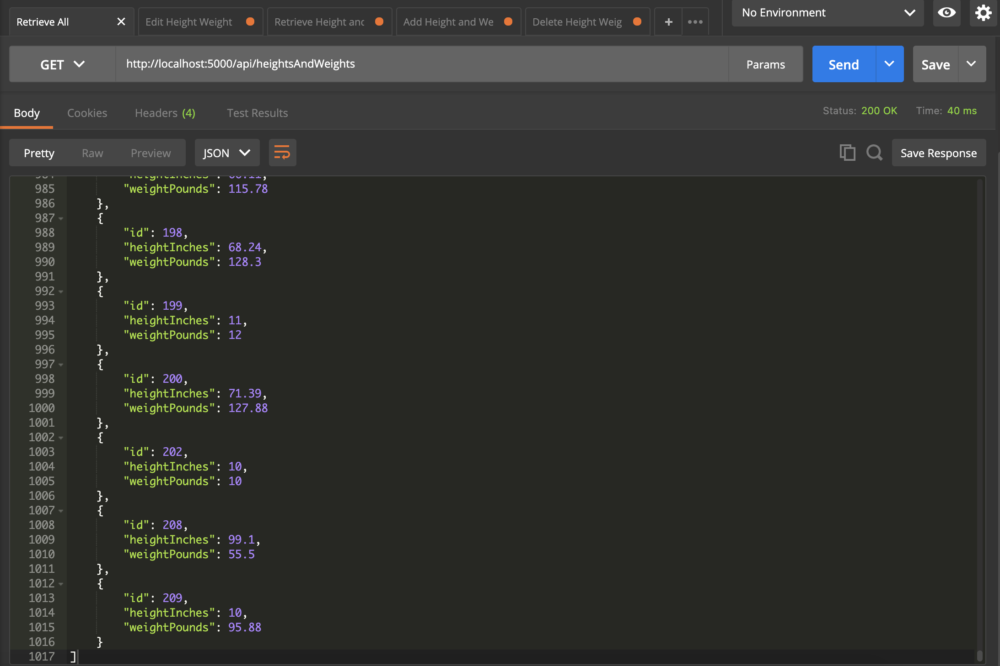 Retrieve All
Edit Height Weight
Retrieve Height anc
Add Height and We
Delete Height Weig
No Environment
GET
http://localhost:5000/api/heightsAndWeights
Params
Send
Save
Body
Cookies
Headers (4)
Test Results
Status: 200 OK
Time: 40 ms
Pretty
Raw
Preview
JSON
Save Response
985 "weightPounds": 115.78
986 },
987 {
988 "id": 198,
989 "heightInches": 68.24,
990 "weightPounds": 128.3
991 },
992 {
993 "id": 199,
994 "heightInches": 11,
995 "weightPounds": 12
996 },
997 {
998 "id": 200,
999 "heightInches": 71.39,
1000 "weightPounds": 127.88
1001 },
1002 {
1003 "id": 202,
1004 "heightInches": 10,
1005 "weightPounds": 10
1006 },
1007 {
1008 "id": 208,
1009 "heightInches": 99.1,
1010 "weightPounds": 55.5
1011 },
1012 {
1013 "id": 209,
1014 "heightInches": 10,
1015 "weightPounds": 95.88
1016 }
1017 ]